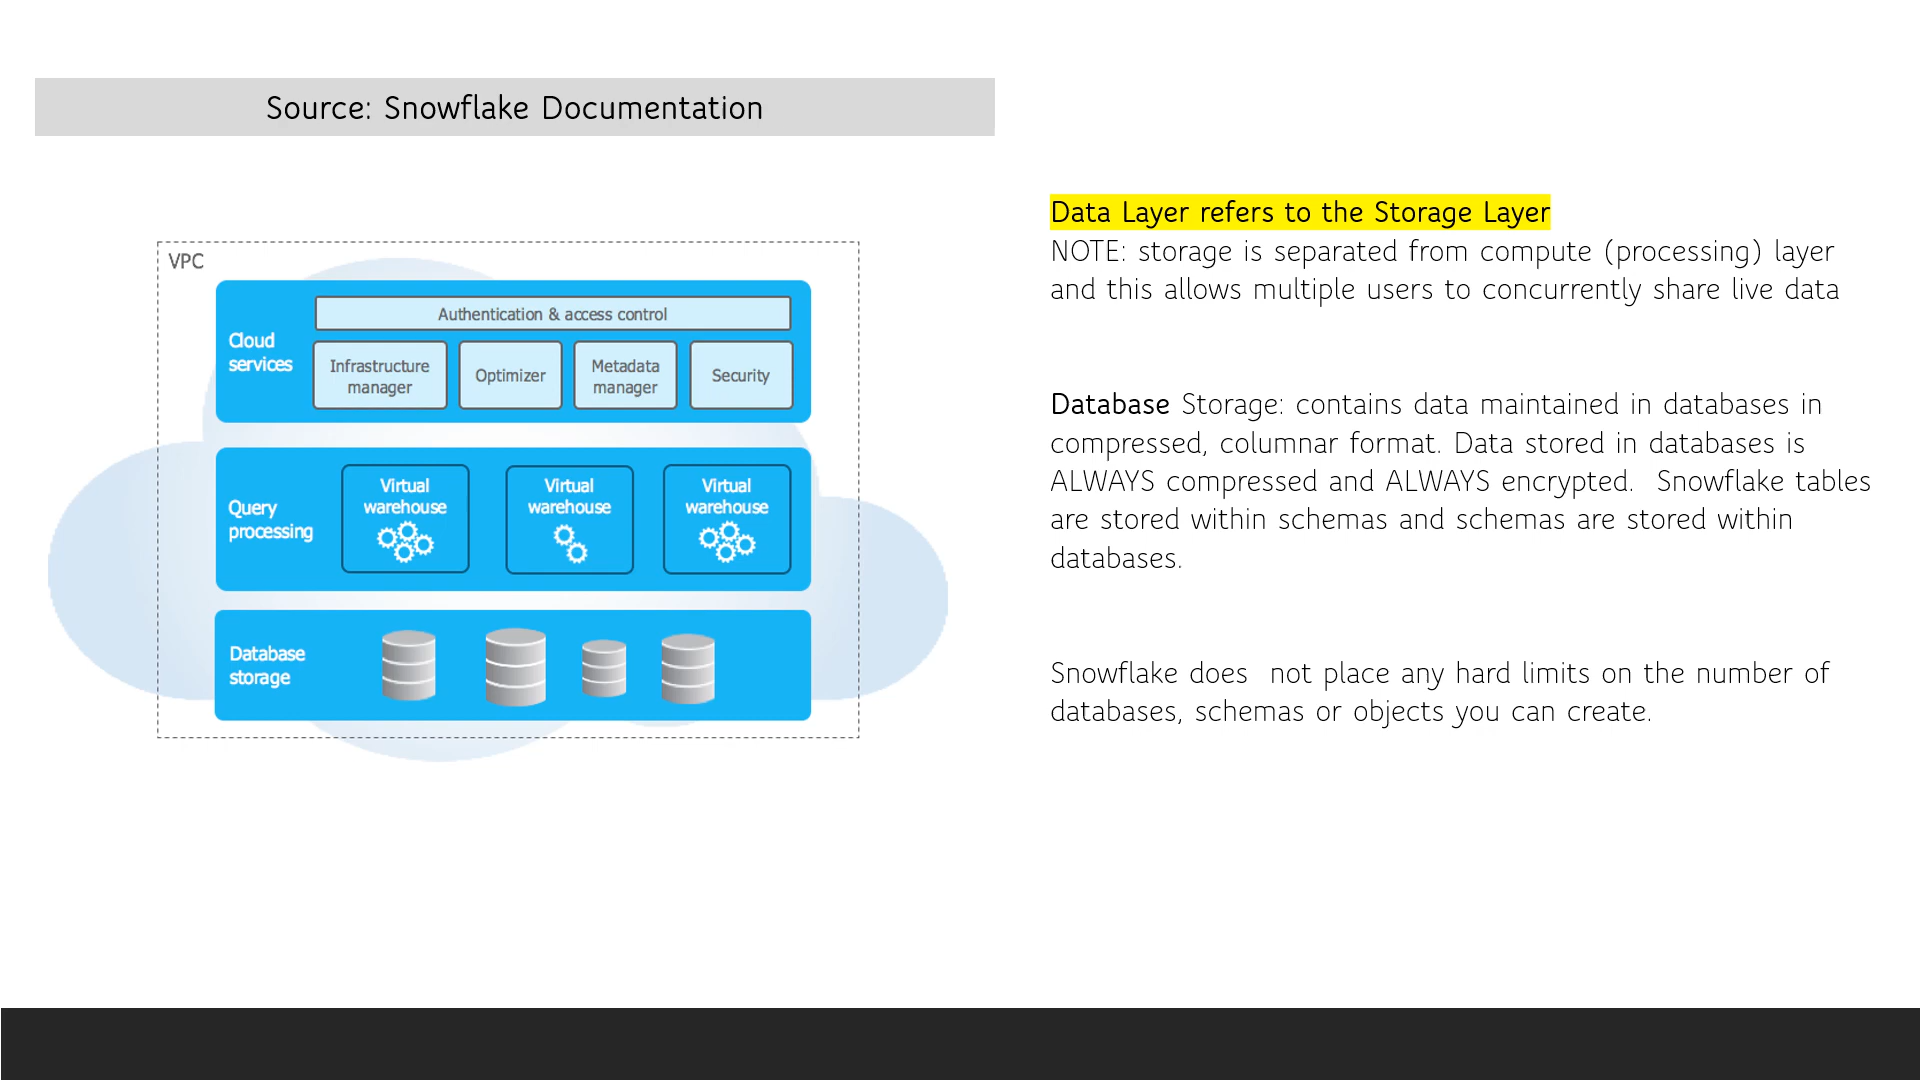 Source: Snowflake Documentation
VPC
Cloud
services
Authentication & access control
Infrastructure
manager
Optimizer
Metadata
manager
Security
Query
processing
Virtual
warehouse
Virtual
warehouse
Virtual
warehouse
Database
storage
Data Layer refers to the Storage Layer
NOTE: storage is separated from compute (processing) layer
and this allows multiple users to concurrently share live data
Database Storage: contains data maintained in databases in
compressed, columnar format. Data stored in databases is
ALWAYS compressed and ALWAYS encrypted.  Snowflake tables
are stored within schemas and schemas are stored within
databases.
Snowflake does  not place any hard limits on the number of
databases, schemas or objects you can create.